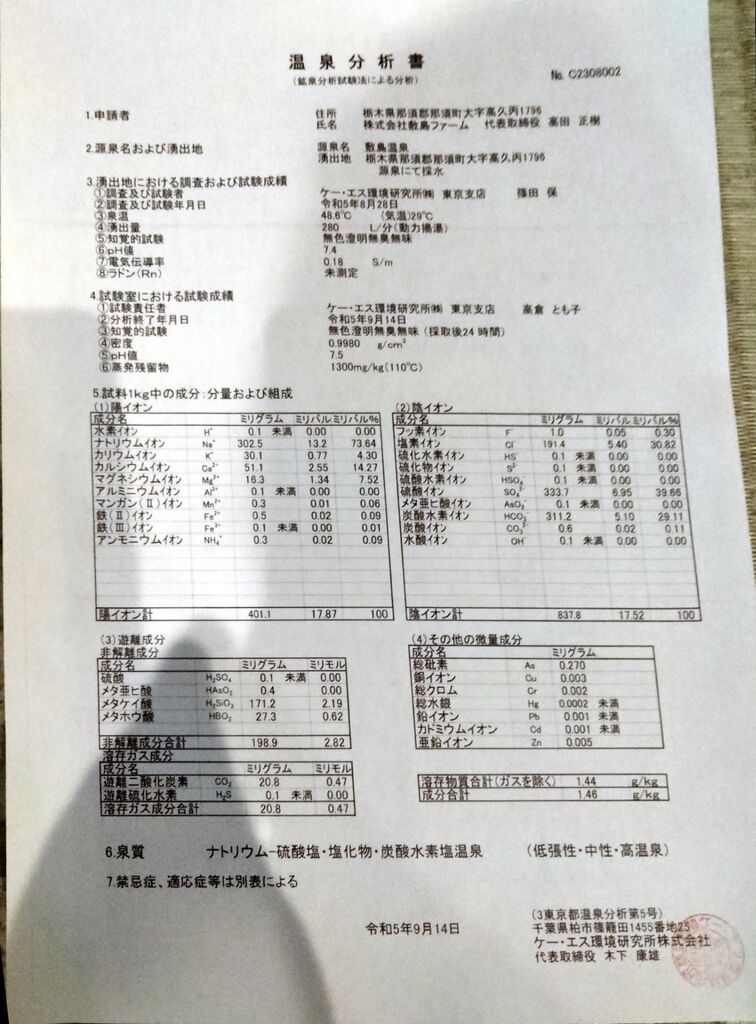 温泉分析書
(鉱泉分析試験法による分析)
No. C2308002
1.申請者 住所 栃木県那須郡那須町大字高久丙1796
氏名 株式会社敷島ファーム 代表取締役 高田 正樹
2.源泉名および湧出地 源泉名 敷島温泉
湧出地 栃木県那須郡那須町大字高久丙1796
源泉にて採水
3.湧出地における調査および試験成績
①調査及び試験者 ケー・エス環境研究所㈱ 東京支店 篠田 保
②調査及び試験年月日 令和5年8月28日
③泉温 48.6℃ (気温)29℃
④湧出量 280 L/分(動力揚湯)
⑤知覚的試験 無色澄明無臭無味
⑥pH値 7.4
⑦電気伝導率 0.18 S/m
⑧ラドン(Rn) 未測定
4.試験室における試験成績
①試験責任者 ケー・エス環境研究所㈱ 東京支店 高倉 とも子
②分析終了年月日 令和5年9月14日
③知覚的試験 無色澄明無臭無味 (採取後24時間)
④密度 0.9980 g/cm³
⑤pH値 7.5
⑥蒸発残留物 1300mg/kg(110℃)
5.試料1kg中の成分:分量および組成
(1)陽イオン
成分名 ミリグラム ミリバル ミリバル%
水素イオン H⁺ 0.1 未満 0.00 0.00
ナトリウムイオン Na⁺ 302.5 13.2 73.64
カリウムイオン K⁺ 30.1 0.77 4.30
カルシウムイオン Ca²⁺ 51.1 2.55 14.27
マグネシウムイオン Mg²⁺ 16.3 1.34 7.52
アルミニウムイオン Al³⁺ 0.1 未満 0.00 0.00
マンガン(Ⅱ)イオン Mn²⁺ 0.3 0.01 0.06
鉄(Ⅱ)イオン Fe²⁺ 0.5 0.02 0.09
鉄(Ⅲ)イオン Fe³⁺ 0.1 未満 0.00 0.01
アンモニウムイオン NH₄⁺ 0.3 0.02 0.09
陽イオン計 401.1 17.87 100
(2)陰イオン
成分名 ミリグラム ミリバル ミリバル%
フッ素イオン F⁻ 1.0 0.05 0.30
塩素イオン Cl⁻ 191.4 5.40 30.82
硫化水素イオン HS⁻ 0.1 未満 0.00 0.00
硫化物イオン S²⁻ 0.1 未満 0.00 0.00
硫酸水素イオン HSO₄⁻ 0.1 未満 0.00 0.00
硫酸イオン SO₄²⁻ 333.7 6.95 39.66
メタ亜ヒ酸イオン AsO₂⁻ 0.1 未満 0.00 0.00
炭酸水素イオン HCO₃⁻ 311.2 5.10 29.11
炭酸イオン CO₃²⁻ 0.6 0.02 0.11
水酸イオン OH⁻ 0.1 未満 0.00 0.00
陰イオン計 837.8 17.52 100
(3)遊離成分
非解離成分
成分名 ミリグラム ミリモル
硫酸 H₂SO₄ 0.1 未満 0.00
メタ亜ヒ酸 HAsO₂ 0.4 0.00
メタケイ酸 H₂SiO₃ 171.2 2.19
メタホウ酸 HBO₂ 27.3 0.62
非解離成分合計 198.9 2.82
溶存ガス成分
成分名 ミリグラム ミリモル
遊離二酸化炭素 CO₂ 20.8 0.47
遊離硫化水素 H₂S 0.1 未満 0.00
溶存ガス成分合計 20.8 0.47
(4)その他の微量成分
成分名 ミリグラム
総砒素 As 0.270
銅イオン Cu 0.003
総クロム Cr 0.002
総水銀 Hg 0.0002 未満
鉛イオン Pb 0.001 未満
カドミウムイオン Cd 0.001 未満
亜鉛イオン Zn 0.005
溶存物質合計(ガスを除く) 1.44 g/kg
成分合計 1.46 g/kg
6.泉質 ナトリウム-硫酸塩・塩化物・炭酸水素塩温泉 (低張性・中性・高温泉)
7.禁忌症、適応症等は別表による
令和5年9月14日
(3東京都温泉分析第5号)
千葉県柏市篠籠田1455番地25
ケー・エス環境研究所株式会社
代表取締役 木下 康雄